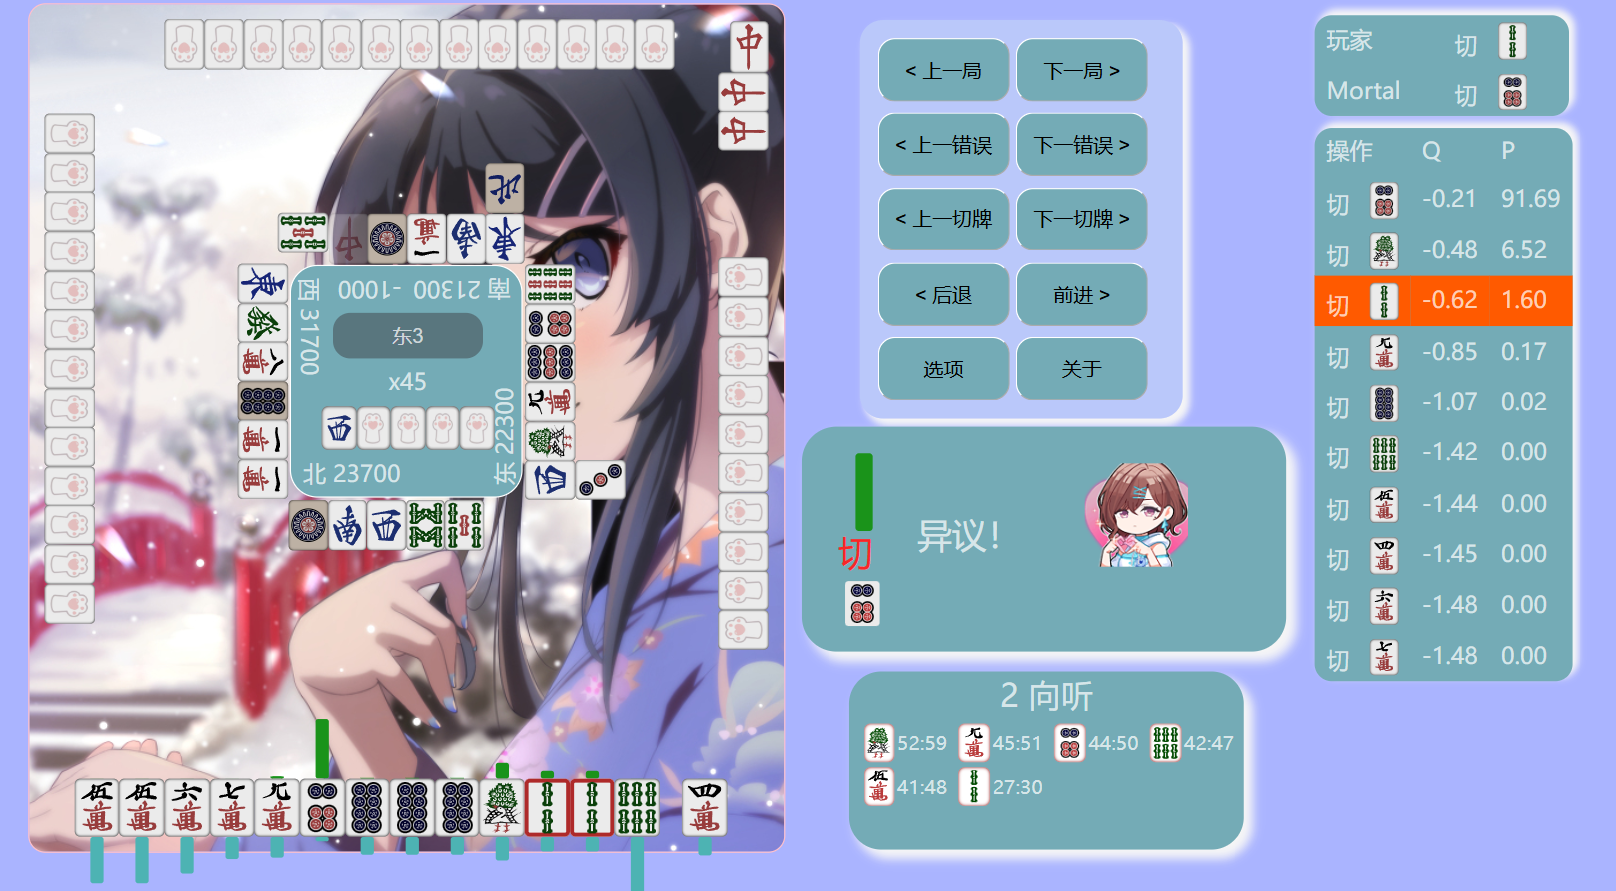 < 上一局
下一局 >
< 上一错误
下一错误 >
< 上一切牌
下一切牌 >
< 后退
前进 >
选项
关于
玩家 切
Mortal 切
操作 Q P
切 -0.21 91.69
切 -0.48 6.52
切 -0.62 1.60
切 -0.85 0.17
切 -1.07 0.02
切 -1.42 0.00
切 -1.44 0.00
切 -1.45 0.00
切 -1.48 0.00
切 -1.48 0.00
南 21300 -1000
西 31700
东3
x45
东 22300
北 23700
切
异议！
2 向听
52:59
45:51
44:50
42:47
41:48
27:30